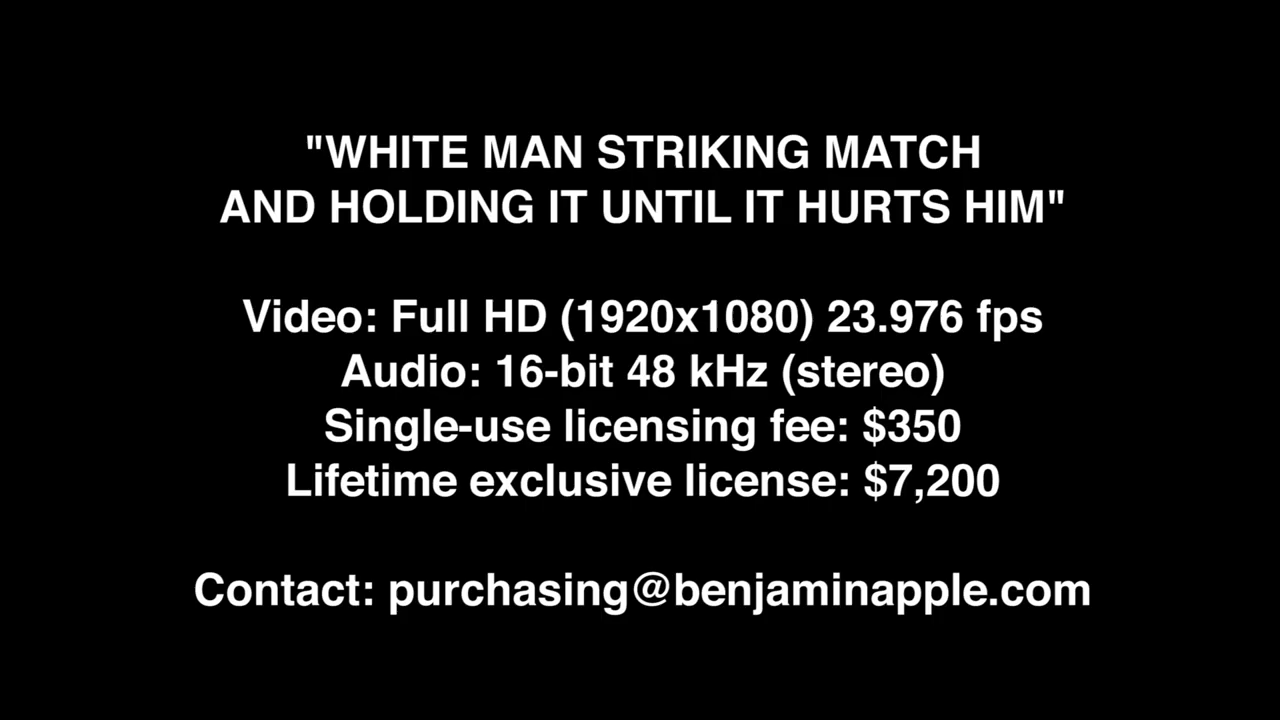 "WHITE MAN STRIKING MATCH
AND HOLDING IT UNTIL IT HURTS HIM"
Video: Full HD (1920x1080) 23.976 fps
Audio: 16-bit 48 kHz (stereo)
Single-use licensing fee: $350
Lifetime exclusive license: $7,200
Contact: purchasing@benjaminapple.com